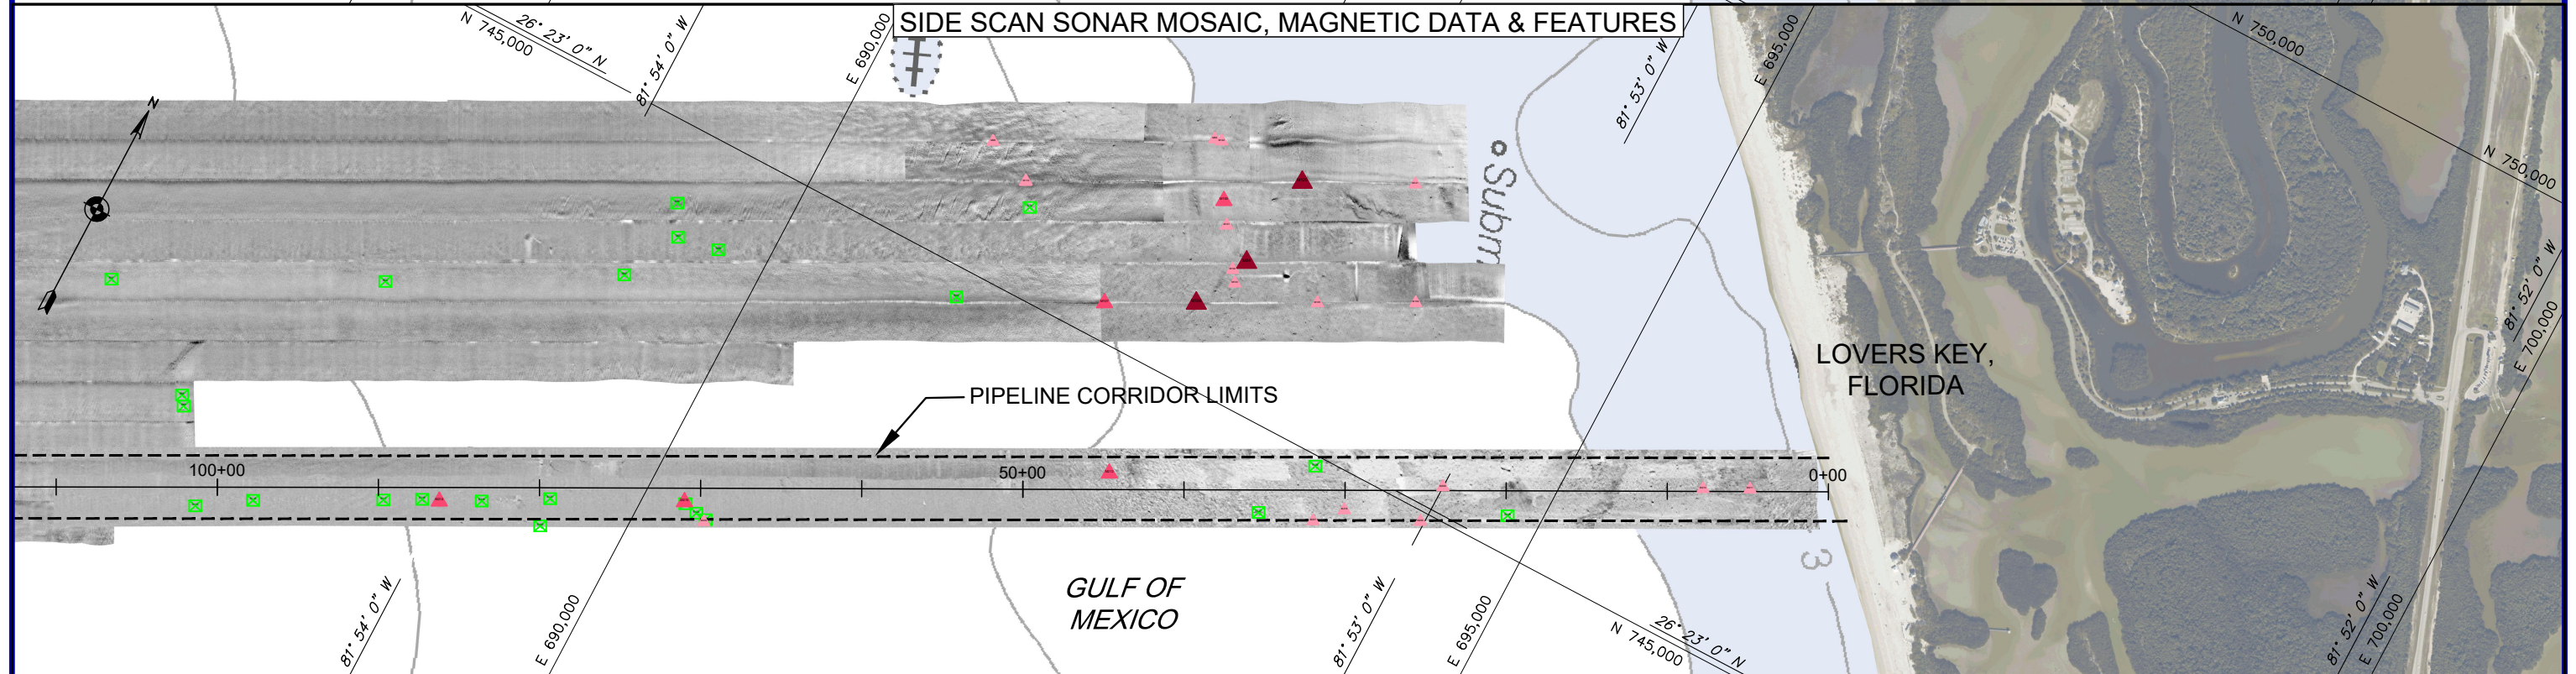 SIDE SCAN SONAR MOSAIC, MAGNETIC DATA & FEATURES
N 745,000
26° 23' 0" N
81° 54' 0" W
E 690,000
81° 53' 0" W
E 695,000
N 750,000
N 750,000
N
Subm
81° 52' 0" W
E 700,000
LOVERS KEY,
FLORIDA
PIPELINE CORRIDOR LIMITS
100+00
50+00
0+00
3
GULF OF
MEXICO
81° 54' 0" W
E 690,000
81° 53' 0" W
E 695,000
N 745,000
26° 23' 0" N
81° 52' 0" W
E 700,000